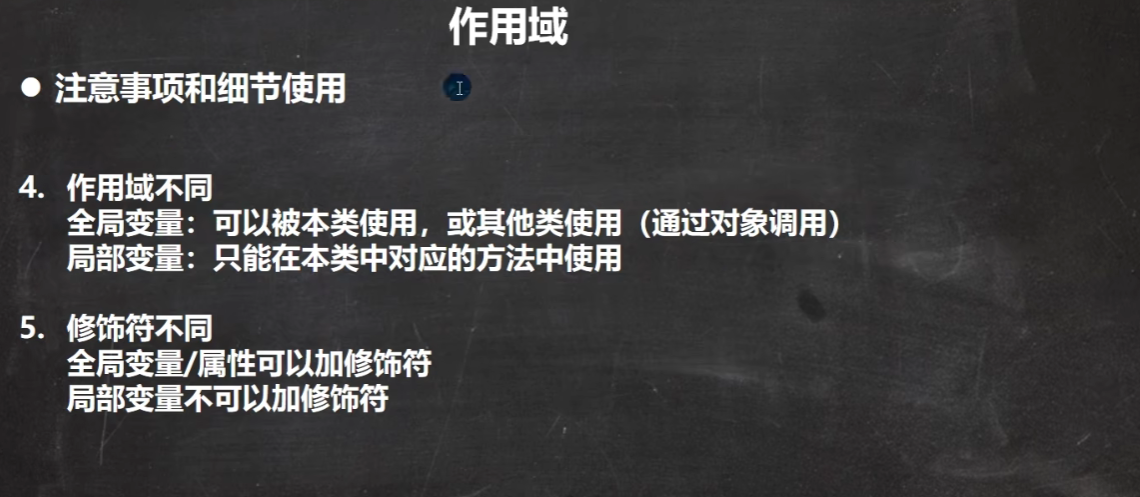 作用域
● 注意事项和细节使用
4. 作用域不同
全局变量：可以被本类使用，或其他类使用（通过对象调用）
局部变量：只能在本类中对应的方法中使用
5. 修饰符不同
全局变量/属性可以加修饰符
局部变量不可以加修饰符